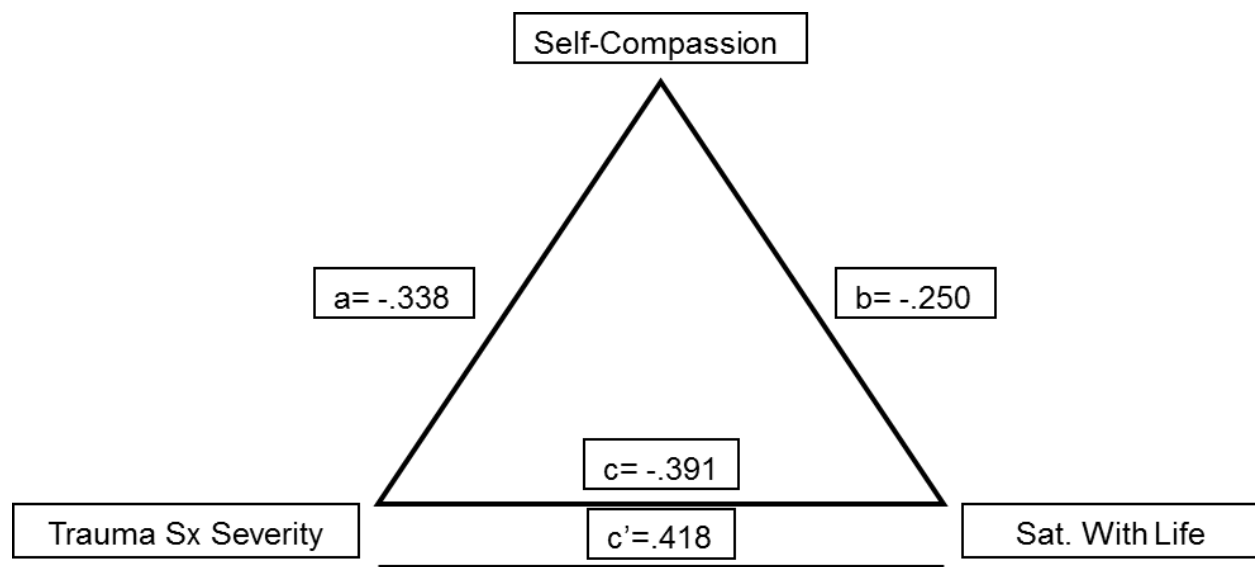 Self-Compassion
a= -.338
b= -.250
c= -.391
Trauma Sx Severity
c’=.418
Sat. With Life